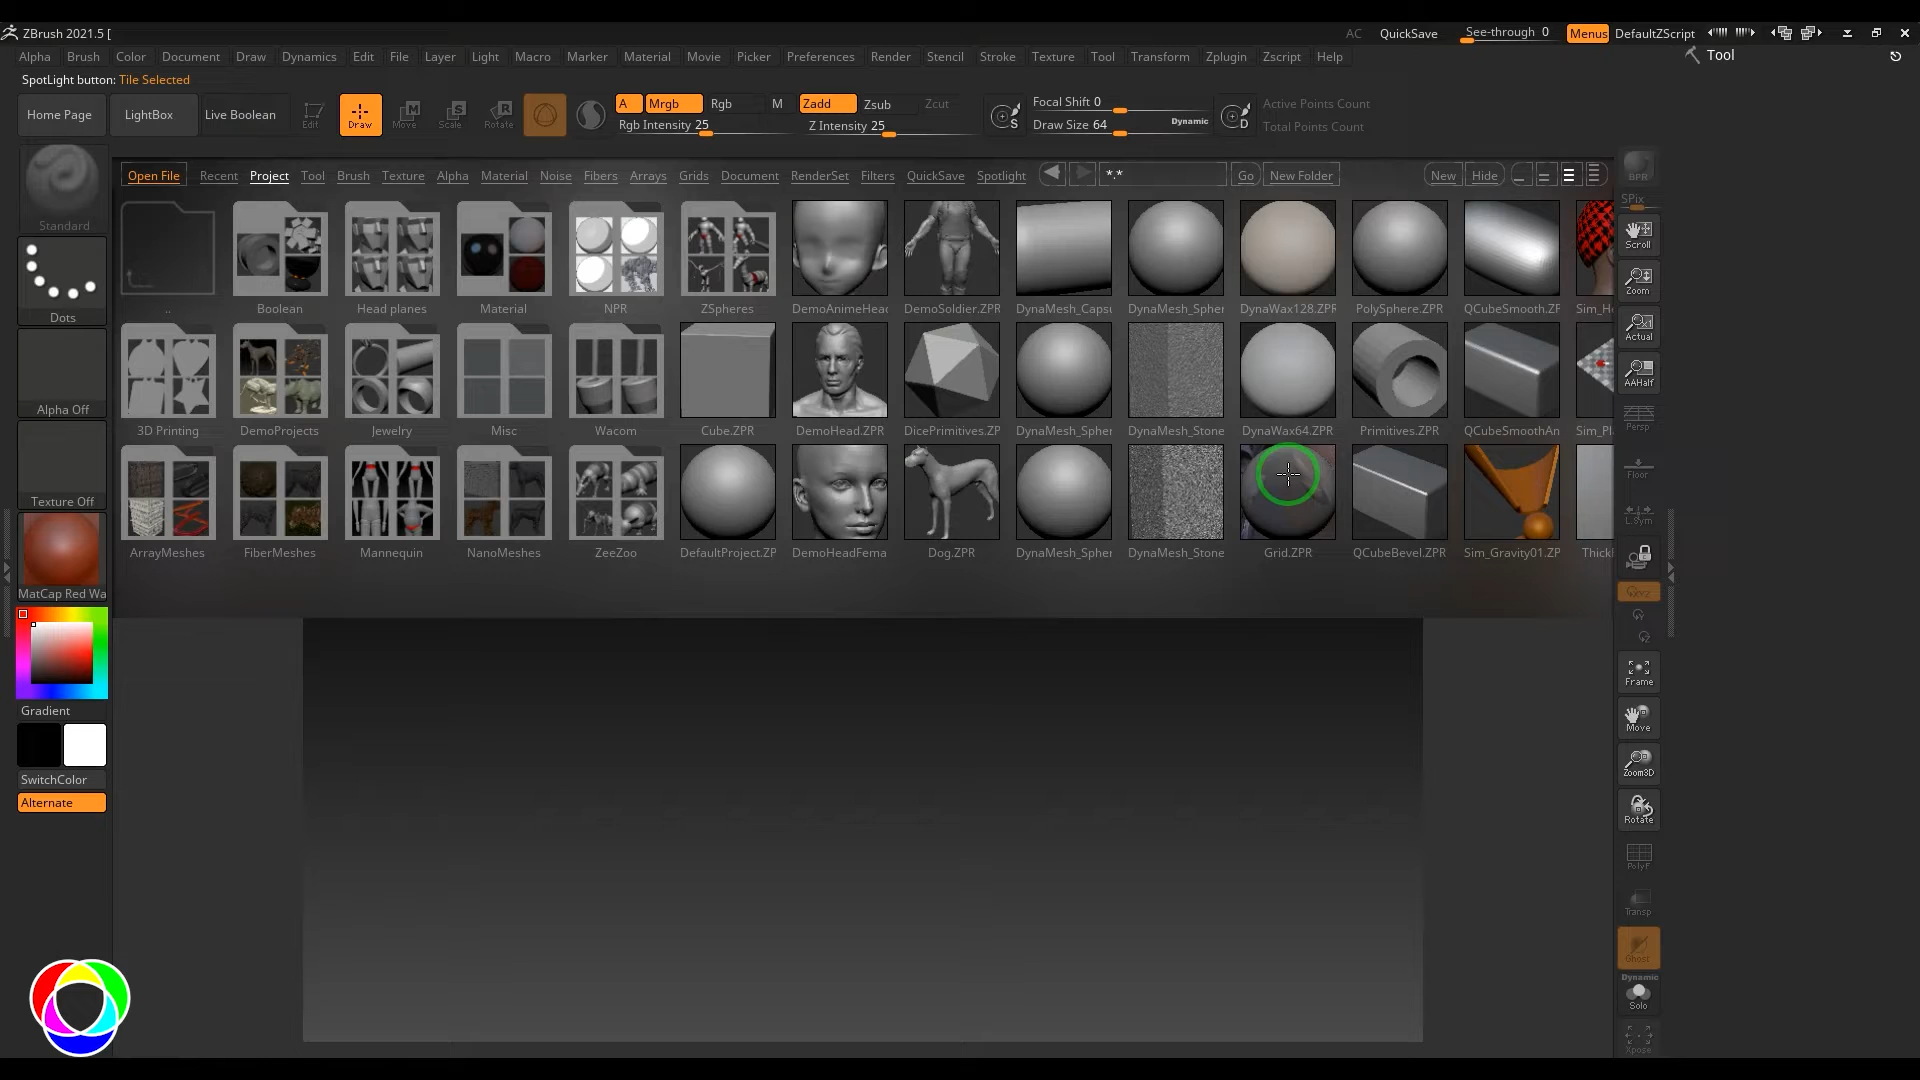 ZBrush 2021.5 [
AC QuickSave See-through 0 Menus DefaultZScript
Alpha Brush Color Document Draw Dynamics Edit File Layer Light Macro Marker Material Movie Picker Preferences Render Stencil Stroke Texture Tool Transform Zplugin Zscript Help
Tool
SpotLight button: Tile Selected
Home Page LightBox Live Boolean Edit Draw Move Scale Rotate
A Mrgb Rgb M Zadd Zsub Zcut
Rgb Intensity 25 Z Intensity 25
S Focal Shift 0
Draw Size 64 Dynamic D
Active Points Count
Total Points Count
Open File Recent Project Tool Brush Texture Alpha Material Noise Fibers Arrays Grids Document RenderSet Filters QuickSave Spotlight *.* Go New Folder New Hide
.. Boolean Head planes Material NPR ZSpheres DemoAnimeHead DemoSoldier.ZPR DynaMesh_Capsu DynaMesh_Spher DynaWax128.ZPR PolySphere.ZPR QCubeSmooth.ZF Sim_H
3D Printing DemoProjects Jewelry Misc Wacom Cube.ZPR DemoHead.ZPR DicePrimitives.ZP DynaMesh_Spher DynaMesh_Stone DynaWax64.ZPR Primitives.ZPR QCubeSmoothAn Sim_Pl
ArrayMeshes FiberMeshes Mannequin NanoMeshes ZeeZoo DefaultProject.ZP DemoHeadFema Dog.ZPR DynaMesh_Spher DynaMesh_Stone Grid.ZPR QCubeBevel.ZPR Sim_Gravity01.ZP Thick
Standard
Dots
Alpha Off
Texture Off
MatCap Red Wa
Gradient
SwitchColor
Alternate
BPR
SPix
Scroll
Zoom
Actual
AAHalf
Persp
Floor
L.Sym
Frame
Move
Zoom3D
Rotate
PolyF
Transp
Ghost
Dynamic
Solo
Xpose